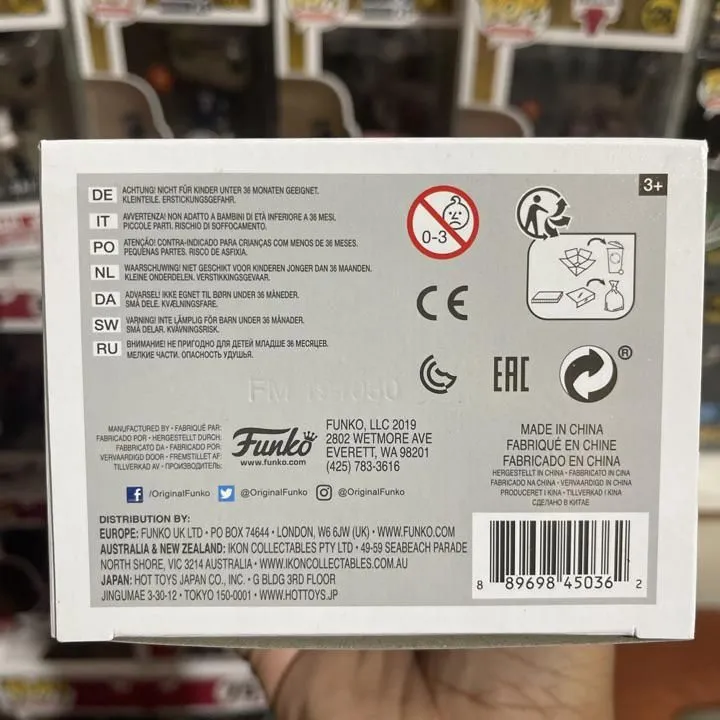 3+
DE ACHTUNG! NICHT FÜR KINDER UNTER 36 MONATEN GEEIGNET.
KLEINTEILE. ERSTICKUNGSGEFAHR.
IT AVVERTENZA! NON ADATTO A BAMBINI DI ETÀ INFERIORE A 36 MESI.
PICCOLE PARTI. RISCHIO DI SOFFOCAMENTO.
PO ATENÇÃO! CONTRA-INDICADO PARA CRIANÇAS COM MENOS DE 36 MESES.
PEQUENAS PARTES. RISCO DE ASFIXIA.
NL WAARSCHUWING! NIET GESCHIKT VOOR KINDEREN JONGER DAN 36 MAANDEN.
KLEINE ONDERDELEN. VERSTIKKINGSGEVAAR.
DA ADVARSEL! IKKE EGNET TIL BØRN UNDER 36 MÅNEDER.
SMÅ DELE. KVÆLNINGSFARE.
SW VARNING! INTE LÄMPLIG FÖR BARN UNDER 36 MÅNADER.
SMÅ DELAR. KVÄVNINGSRISK.
RU ВНИМАНИЕ! НЕ ПРИГОДНО ДЛЯ ДЕТЕЙ МЛАДШЕ 36 МЕСЯЦЕВ.
МЕЛКИЕ ЧАСТИ. ОПАСНОСТЬ УДУШЬЯ.
0-3
CE
EAC
®
MANUFACTURED BY • FABRIQUÉ PAR:
FABRICADO POR • HERGESTELLT DURCH:
FABBRICATO DA • FABRICADO POR:
VERVAARDIGD DOOR • FREMSTILLET AF:
TILLVERKAD AV • ПРОИЗВОДИТЕЛЬ:
Funko
www.funko.com
FUNKO, LLC 2019
2802 WETMORE AVE
EVERETT, WA 98201
(425) 783-3616
/OriginalFunko @OriginalFunko @OriginalFunko
MADE IN CHINA
FABRIQUÉ EN CHINE
FABRICADO EN CHINA
HERGESTELLT IN CHINA • FABBRICATO IN CINA
FABRICADO NA CHINA • VERVAARDIGD IN CHINA
PRODUCERET I KINA • TILLVERKAD I KINA
СДЕЛАНО В КИТАЕ
DISTRIBUTION BY:
EUROPE: FUNKO UK LTD • PO BOX 74644 • LONDON, W6 6JW (UK) • WWW.FUNKO.COM
AUSTRALIA & NEW ZEALAND: IKON COLLECTABLES PTY LTD • 49-59 SEABEACH PARADE
NORTH SHORE, VIC 3214 AUSTRALIA • WWW.IKONCOLLECTABLES.COM.AU
JAPAN: HOT TOYS JAPAN CO., INC. • G BLDG 3RD FLOOR
JINGUMAE 3-30-12 • TOKYO 150-0001 • WWW.HOTTOYS.JP
8 89698 45036 2